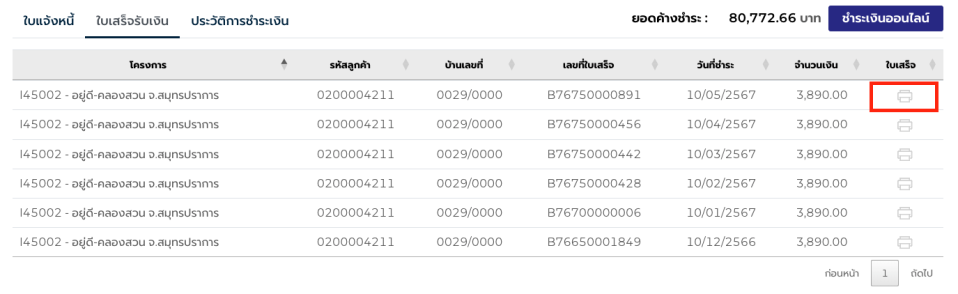 ใบแจ้งหนี้ ใบเสร็จรับเงิน ประวัติการชำระเงิน ยอดค้างชำระ : 80,772.66 บาท ชำระเงินออนไลน์
โครงการ รหัสลูกค้า บ้านเลขที่ เลขที่ใบเสร็จ วันที่ชำระ จำนวนเงิน ใบเสร็จ
I45002 - อยู่ดี-คลองสวน จ.สมุทรปราการ 0200004211 0029/0000 B76750000891 10/05/2567 3,890.00
I45002 - อยู่ดี-คลองสวน จ.สมุทรปราการ 0200004211 0029/0000 B76750000456 10/04/2567 3,890.00
I45002 - อยู่ดี-คลองสวน จ.สมุทรปราการ 0200004211 0029/0000 B76750000442 10/03/2567 3,890.00
I45002 - อยู่ดี-คลองสวน จ.สมุทรปราการ 0200004211 0029/0000 B76750000428 10/02/2567 3,890.00
I45002 - อยู่ดี-คลองสวน จ.สมุทรปราการ 0200004211 0029/0000 B76700000006 10/01/2567 3,890.00
I45002 - อยู่ดี-คลองสวน จ.สมุทรปราการ 0200004211 0029/0000 B76650001849 10/12/2566 3,890.00
ก่อนหน้า 1 ถัดไป